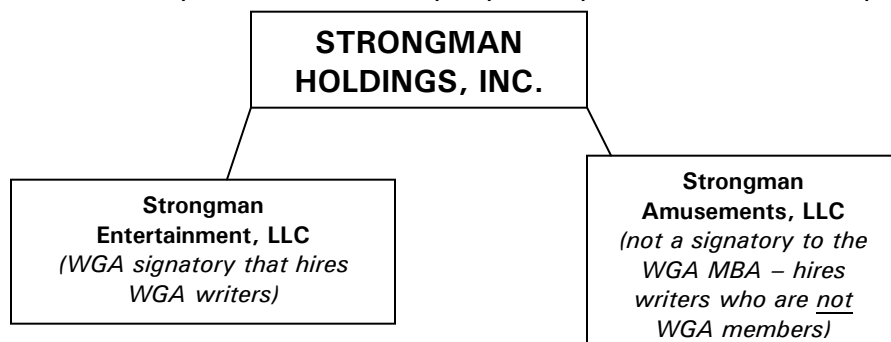 STRONGMAN
HOLDINGS, INC.
Strongman
Entertainment, LLC
(WGA signatory that hires
WGA writers)
Strongman
Amusements, LLC
(not a signatory to the
WGA MBA – hires
writers who are not
WGA members)